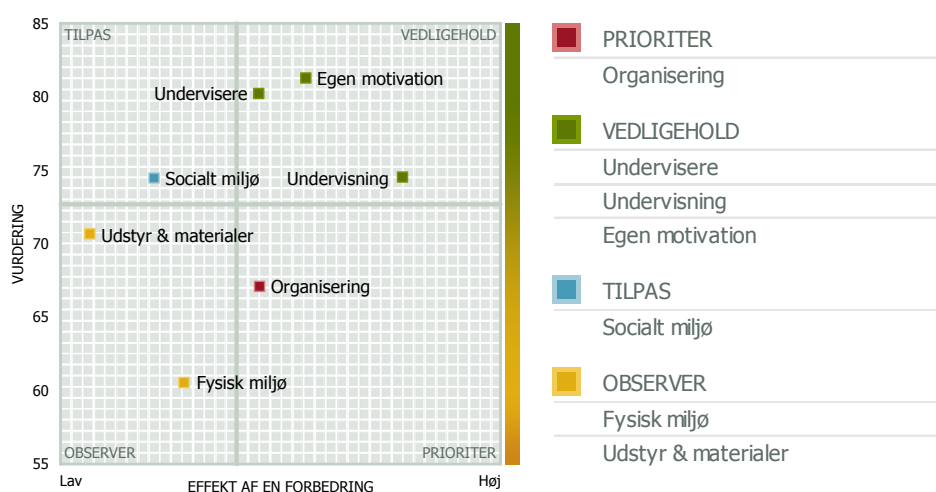 85
80
75
70
65
60
55
VURDERING
TILPAS
VEDLIGEHOLD
Egen motivation
Undervisere
Socialt miljø
Undervisning
Udstyr & materialer
Organisering
Fysisk miljø
OBSERVER
PRIORITER
Lav
EFFEKT AF EN FORBEDRING
Høj
PRIORITER
Organisering
VEDLIGEHOLD
Undervisere
Undervisning
Egen motivation
TILPAS
Socialt miljø
OBSERVER
Fysisk miljø
Udstyr & materialer